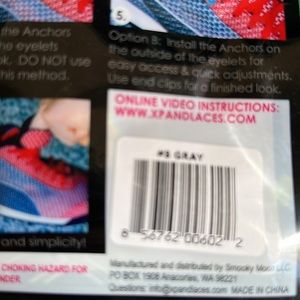 the Anchors
the eyelets
ok. DO NOT use
this method.
and simplicity!
CHOKING HAZARD FOR
NDER.
5.
Option B: Install the Anchors on
the outside of the eyelets for
easy access & quick adjustments.
Use end clips for a finished look.
ONLINE VIDEO INSTRUCTIONS:
WWW.XPANDLACES.COM
GRAY
8 56762 00602 2
Manufactured and distributed by Smooky Moon LLC.
PO BOX 1908 Anacortes, WA 98221
Questions: info@xpandlaces.com MADE IN CHINA